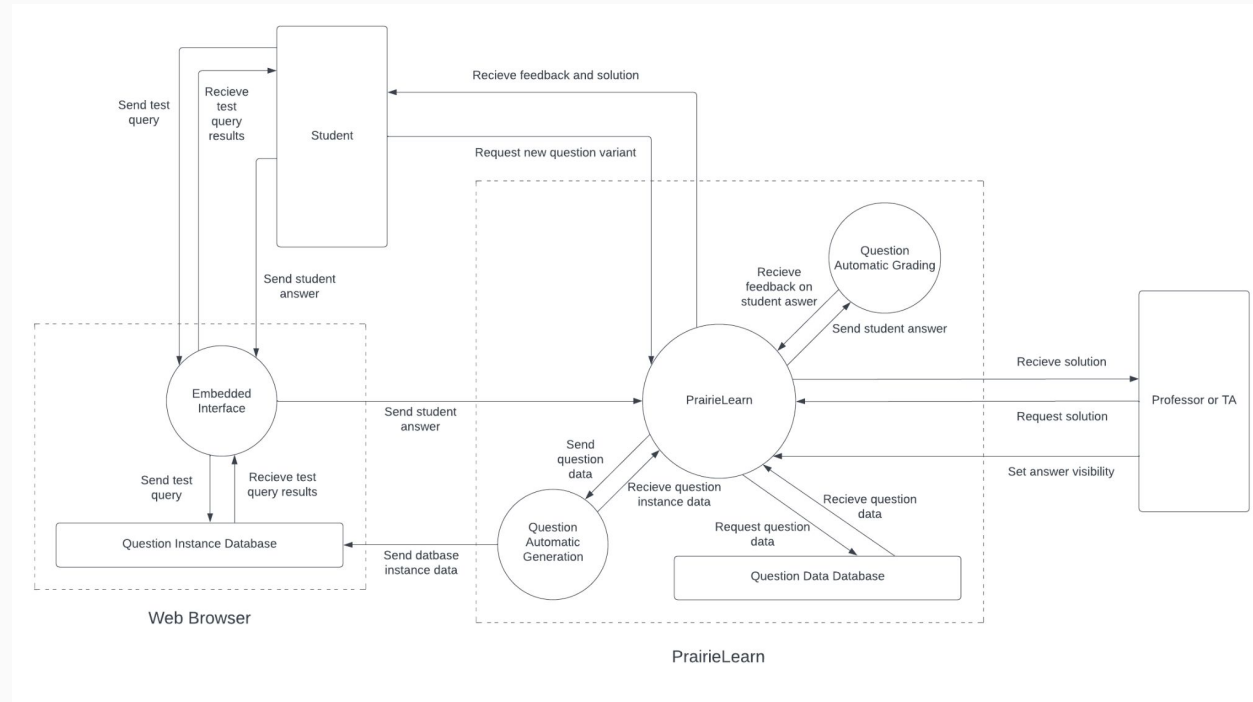 Send test
query
Recieve
test
query
results
Student
Recieve feedback and solution
Request new question variant
Send student
answer
Question
Automatic Grading
Recieve
feedback on
student aswer
Send student answer
Embedded
Interface
Send student
answer
PrairieLearn
Recieve solution
Request solution
Set answer visibility
Professor or TA
Send test
query
Recieve test
query results
Question Instance Database
Web Browser
Send
question
data
Recieve question
instance data
Question
Automatic
Generation
Send datbase
instance data
Request question
data
Recieve question
data
Question Data Database
PrairieLearn